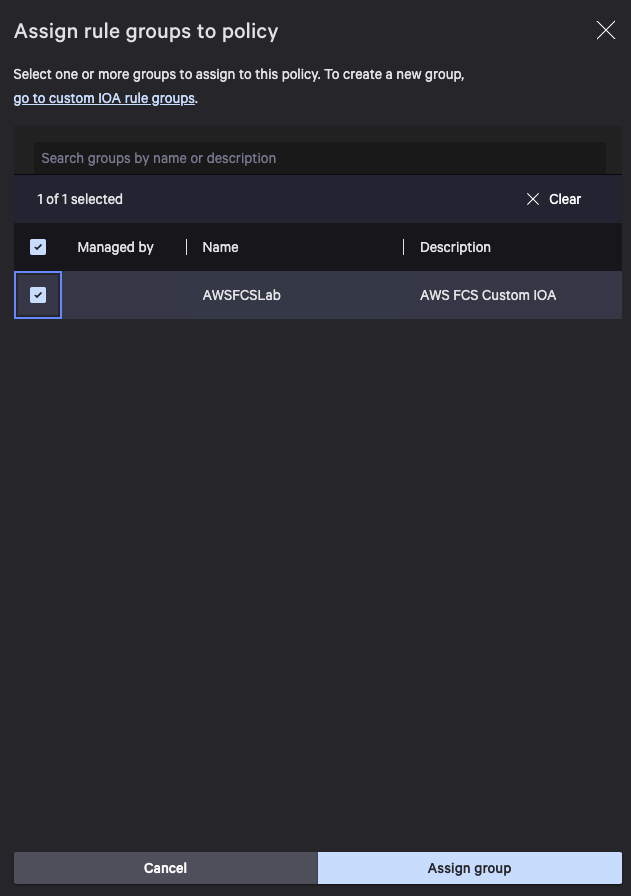 Assign rule groups to policy
Select one or more groups to assign to this policy. To create a new group,
go to custom IOA rule groups.
Search groups by name or description
1 of 1 selected
Clear
Managed by
Name
Description
AWSFCSLab
AWS FCS Custom IOA
Cancel
Assign group